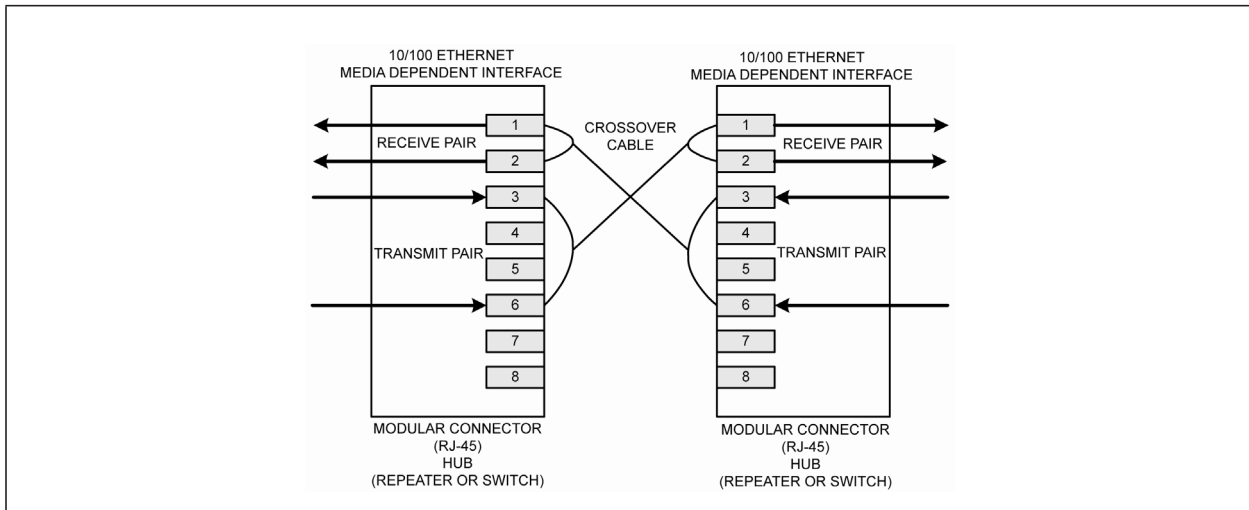 10/100 ETHERNET
MEDIA DEPENDENT INTERFACE
10/100 ETHERNET
MEDIA DEPENDENT INTERFACE
1
RECEIVE PAIR
2
3
4
TRANSMIT PAIR
5
6
7
8
CROSSOVER
CABLE
1
RECEIVE PAIR
2
3
4
TRANSMIT PAIR
5
6
7
8
MODULAR CONNECTOR
(RJ-45)
HUB
(REPEATER OR SWITCH)
MODULAR CONNECTOR
(RJ-45)
HUB
(REPEATER OR SWITCH)